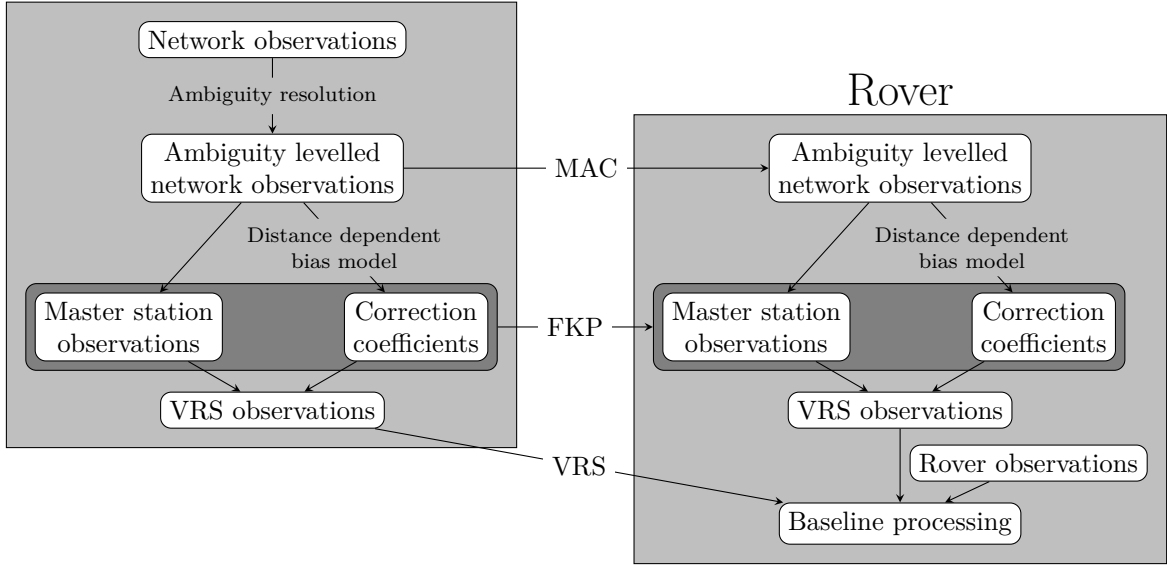 Network observations
Ambiguity resolution
Ambiguity levelled
network observations
Distance dependent
bias model
Master station
observations
Correction
coefficients
VRS observations
MAC
FKP
VRS
Rover
Ambiguity levelled
network observations
Distance dependent
bias model
Master station
observations
Correction
coefficients
VRS observations
Rover observations
Baseline processing